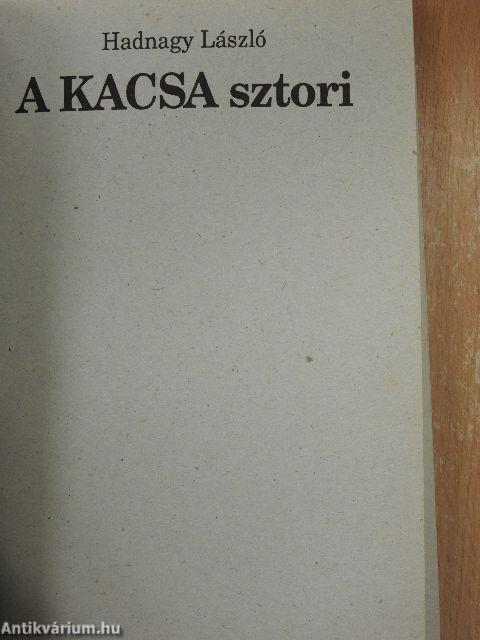 Hadnagy László
A KACSA sztori
Antikvárium.hu